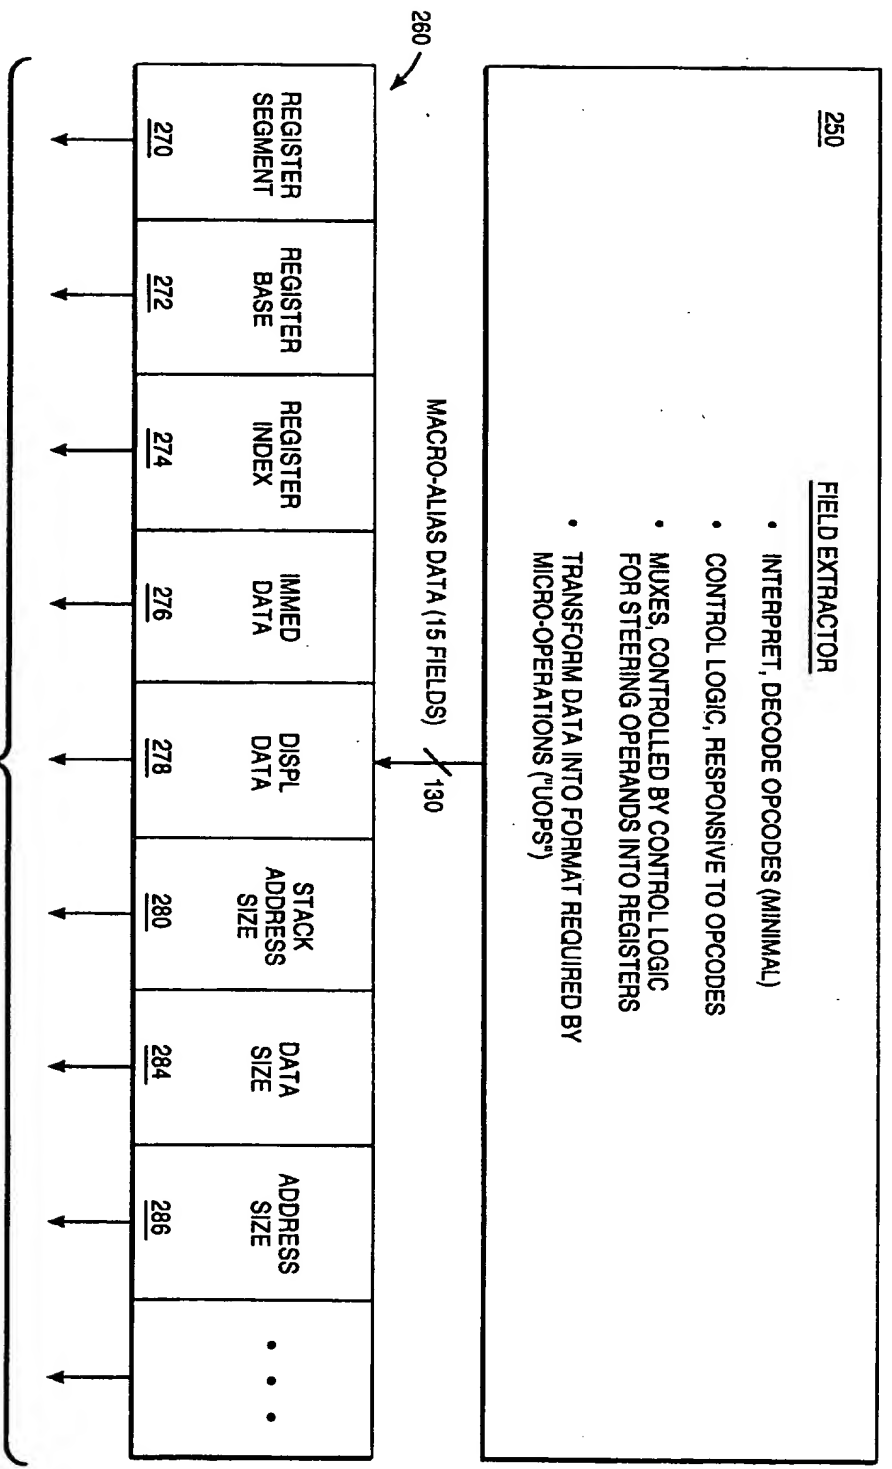 250
FIELD EXTRACTOR
• INTERPRET, DECODE OPCODES (MINIMAL)
• CONTROL LOGIC, RESPONSIVE TO OPCODES
• MUXES, CONTROLLED BY CONTROL LOGIC
FOR STEERING OPERANDS INTO REGISTERS
• TRANSFORM DATA INTO FORMAT REQUIRED BY
MICRO-OPERATIONS ("UOPS")
MACRO-ALIAS DATA (15 FIELDS)
130
260
REGISTER
SEGMENT
270
REGISTER
BASE
272
REGISTER
INDEX
274
IMMED
DATA
276
DISPL
DATA
278
STACK
ADDRESS
SIZE
280
DATA
SIZE
284
ADDRESS
SIZE
286
• • •